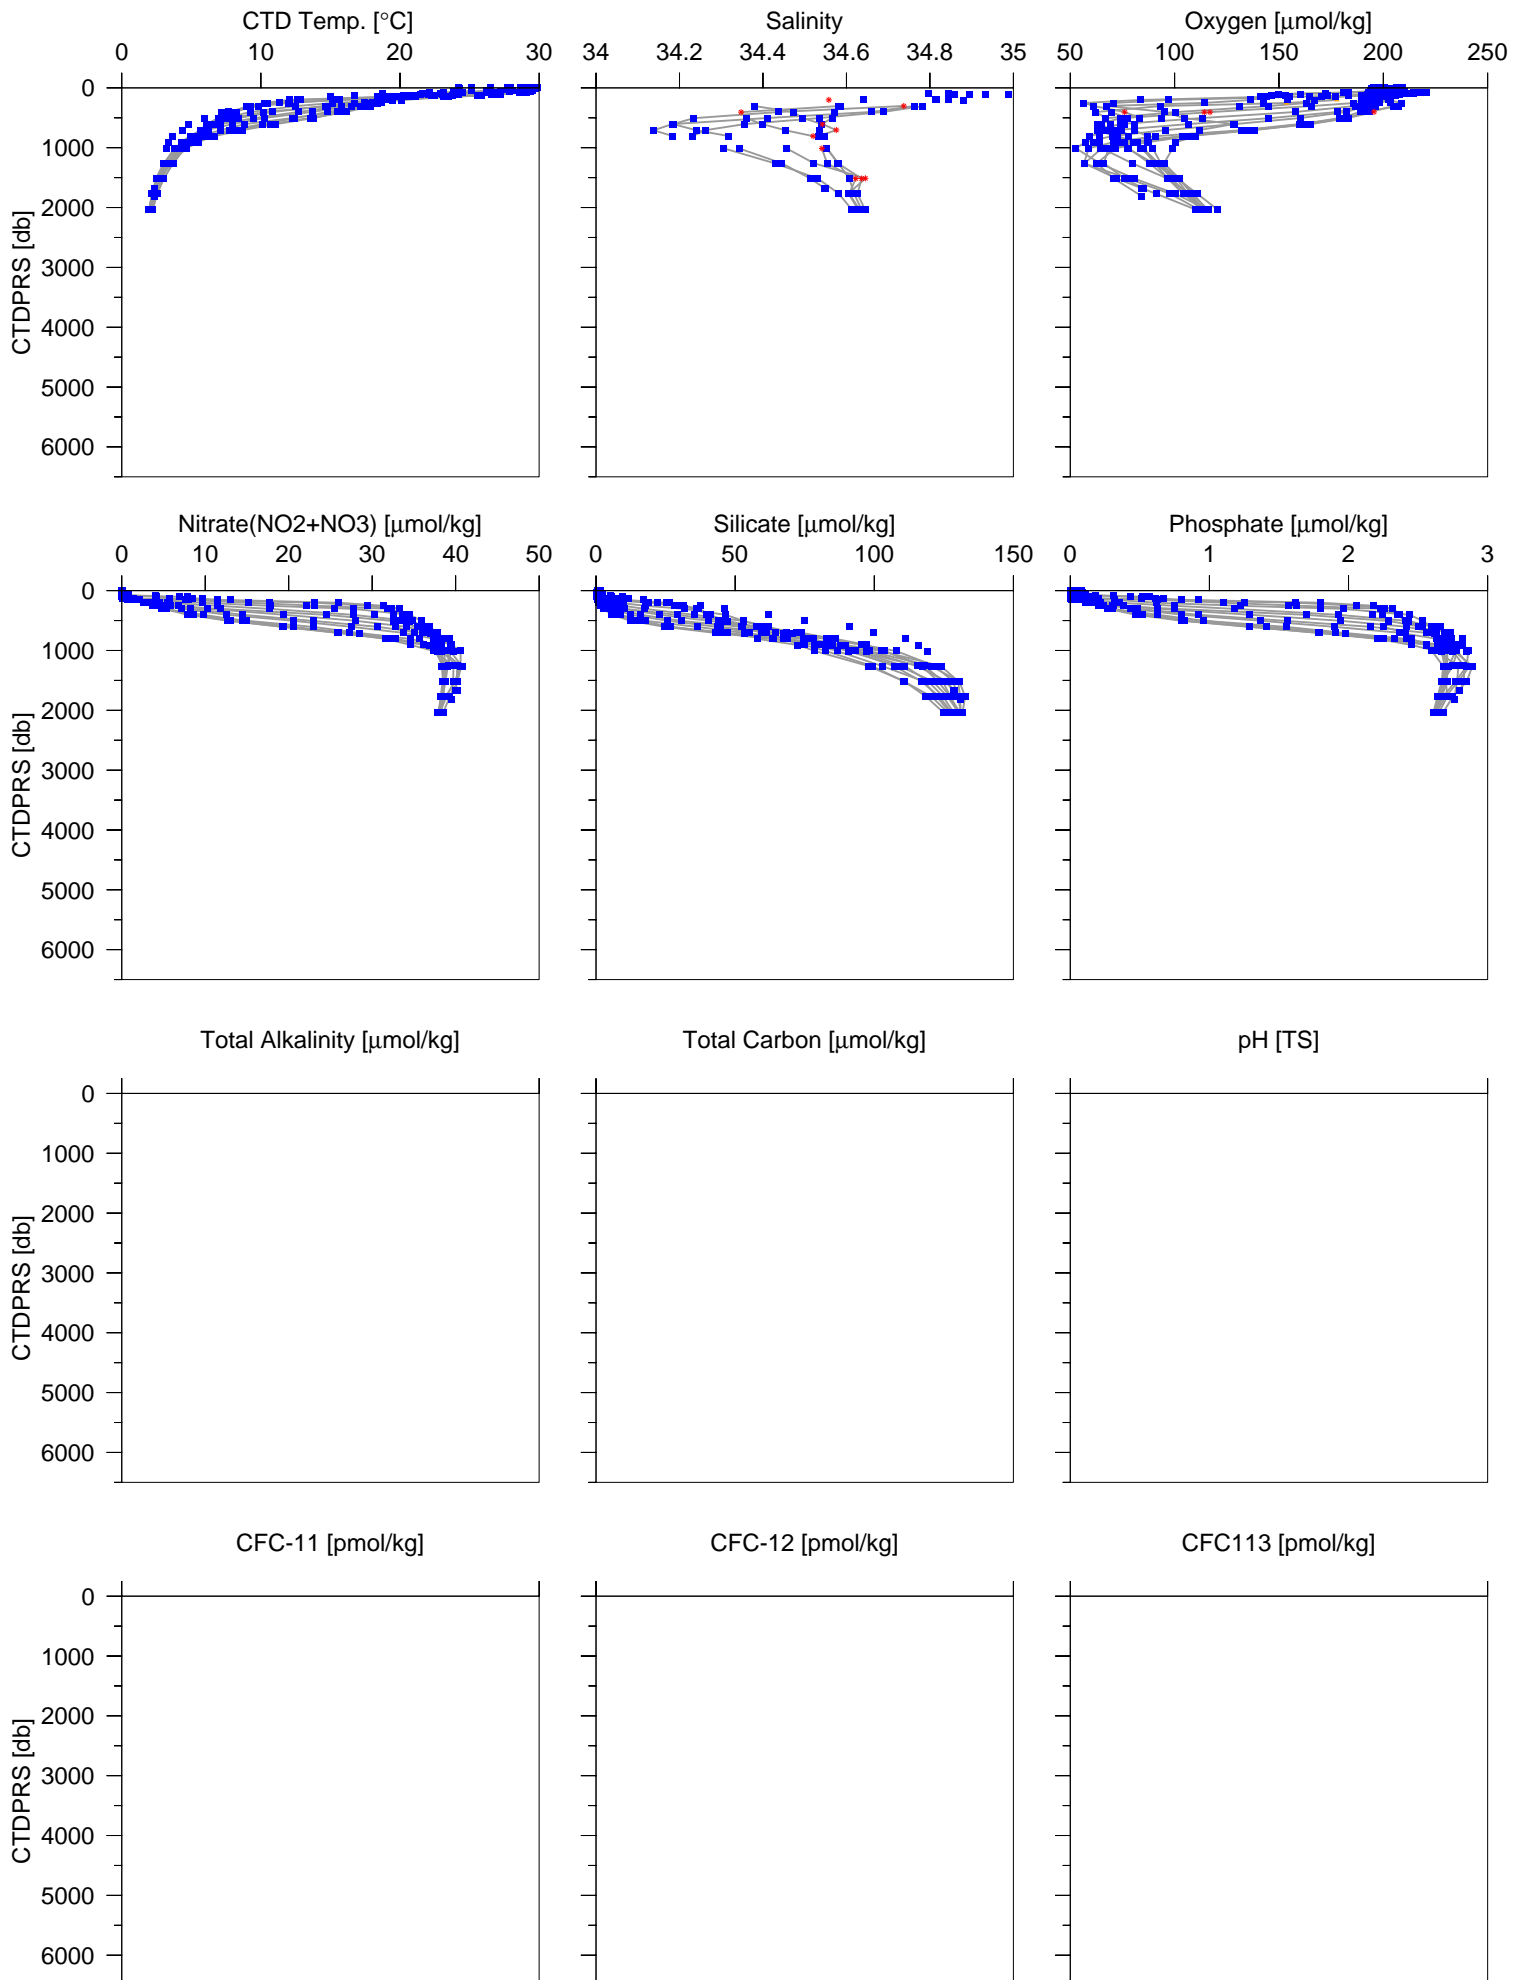 CTD Temp. [°C] Salinity Oxygen [μmol/kg]
0 10 20 30 34 34.2 34.4 34.6 34.8 35 50 100 150 200 250
0
1000
2000
3000
4000
5000
6000
CTDPRS [db]
Nitrate(NO2+NO3) [μmol/kg] Silicate [μmol/kg] Phosphate [μmol/kg]
0 10 20 30 40 50 0 50 100 150 0 1 2 3
0
1000
2000
3000
4000
5000
6000
CTDPRS [db]
Total Alkalinity [μmol/kg] Total Carbon [μmol/kg] pH [TS]
0
1000
2000
3000
4000
5000
6000
CTDPRS [db]
CFC-11 [pmol/kg] CFC-12 [pmol/kg] CFC113 [pmol/kg]
0
1000
2000
3000
4000
5000
6000
CTDPRS [db]